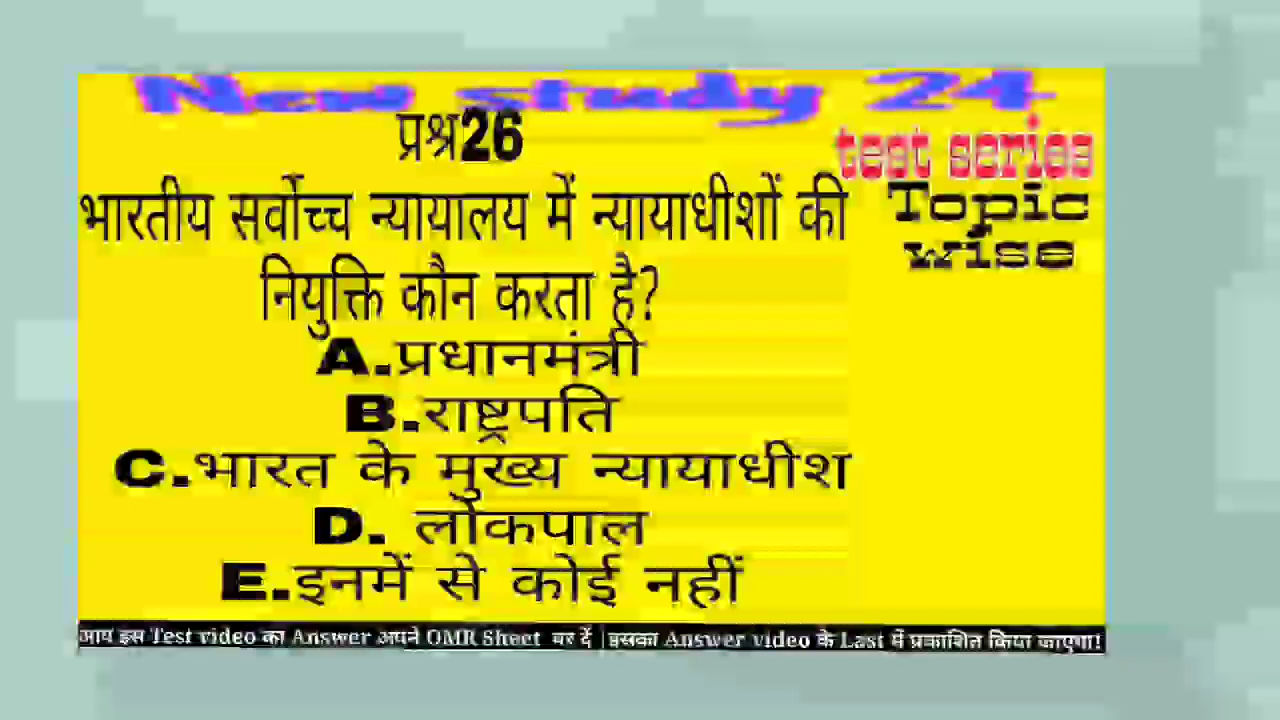 New study 24
प्रश्न26
test series
Topic
wise
भारतीय सर्वोच्च न्यायालय में न्यायाधीशों की
नियुक्ति कौन करता है?
A.प्रधानमंत्री
B.राष्ट्रपति
C.भारत के मुख्य न्यायाधीश
D. लोकपाल
E.इनमें से कोई नहीं
आप इस Test video का Answer अपने OMR Sheet पर दें |इसका Answer video के Last में प्रकाशित किया जाएगा!